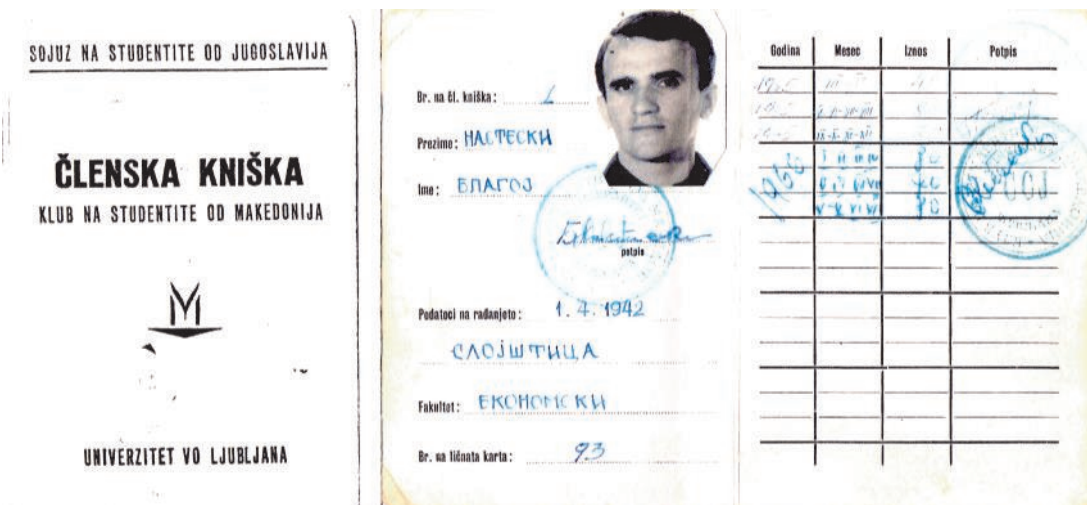 SOJUZ NA STUDENTITE OD JUGOSLAVIJA
ČLENSKA KNIŠKA
KLUB NA STUDENTITE OD MAKEDONIJA
UNIVERZITET VO LJUBLJANA
Br. na čl. kniška: 1
Prezime: НАСТЕСКИ
Ime: БЛАГОЈ
potpis
Podatoci na rađanjeto: 1. 4. 1942
СЛОЈШТИЦА
Fakultet: ЕКОНОМСКИ
Br. na ličnata karta: 93
Godina Mesec Iznos Potpis
1966